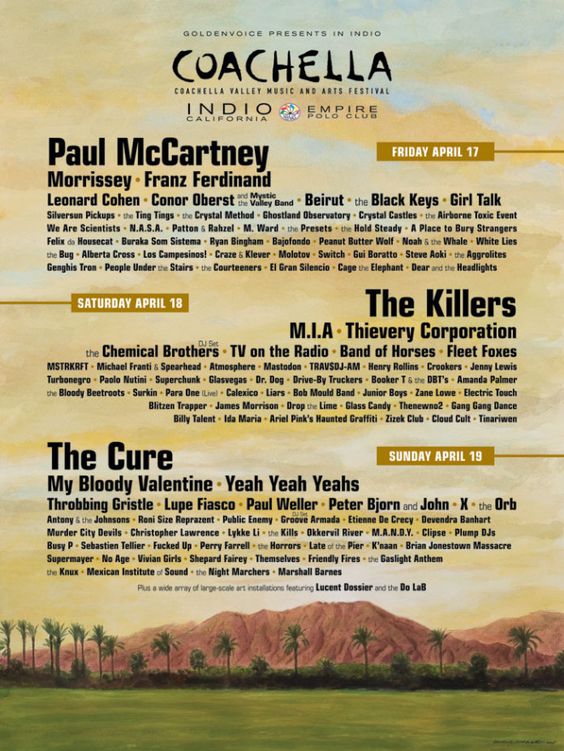 GOLDENVOICE PRESENTS IN INDIO
COACHELLA
COACHELLA VALLEY MUSIC AND ARTS FESTIVAL
INDIO CALIFORNIA EMPIRE POLO CLUB
FRIDAY APRIL 17
Paul McCartney
Morrissey • Franz Ferdinand
Leonard Cohen • Conor Oberst and Mystic the Valley Band • Beirut • the Black Keys • Girl Talk
Silversun Pickups • the Ting Tings • the Crystal Method • Ghostland Observatory • Crystal Castles • the Airborne Toxic Event
We Are Scientists • N.A.S.A. • Patton & Rahzel • M. Ward • the Presets • the Hold Steady • A Place to Bury Strangers
Felix da Housecat • Buraka Som Sistema • Ryan Bingham • Bajofondo • Peanut Butter Wolf • Noah & the Whale • White Lies
the Bug • Alberta Cross • Los Campesinos! • Craze & Klever • Molotov • Switch • Gui Boratto • Steve Aoki • the Aggrolites
Genghis Tron • People Under the Stairs • the Courteeners • El Gran Silencio • Cage the Elephant • Dear and the Headlights
SATURDAY APRIL 18
The Killers
M.I.A • Thievery Corporation
the Chemical Brothers DJ Set • TV on the Radio • Band of Horses • Fleet Foxes
MSTRKRFT • Michael Franti & Spearhead • Atmosphere • Mastodon • TRAV$DJ-AM • Henry Rollins • Crookers • Jenny Lewis
Turbonegro • Paolo Nutini • Superchunk • Glasvegas • Dr. Dog • Drive-By Truckers • Booker T & the DBT's • Amanda Palmer
the Bloody Beetroots • Surkin • Para One (Live) • Calexico • Liars • Bob Mould Band • Junior Boys • Zane Lowe • Electric Touch
Blitzen Trapper • James Morrison • Drop the Lime • Glass Candy • Thenewno2 • Gang Gang Dance
Billy Talent • Ida Maria • Ariel Pink's Haunted Graffiti • Zizek Club • Cloud Cult • Tinariwen
SUNDAY APRIL 19
The Cure
My Bloody Valentine • Yeah Yeah Yeahs
Throbbing Gristle • Lupe Fiasco • Paul Weller • Peter Bjorn and John • X • the Orb
Antony & the Johnsons • Roni Size Reprazent • Public Enemy • Groove Armada DJ Set • Etienne De Crecy • Devendra Banhart
Murder City Devils • Christopher Lawrence • Lykke Li • the Kills • Okkervil River • M.A.N.D.Y. • Clipse • Plump DJs
Busy P • Sebastien Tellier • Fucked Up • Perry Farrell • the Horrors • Late of the Pier • K'naan • Brian Jonestown Massacre
Supermayer • No Age • Vivian Girls • Shepard Fairey • Themselves • Friendly Fires • the Gaslight Anthem
the Knux • Mexican Institute of Sound • the Night Marchers • Marshall Barnes
Plus a wide array of large-scale art installations featuring Lucent Dossier and the Do LaB